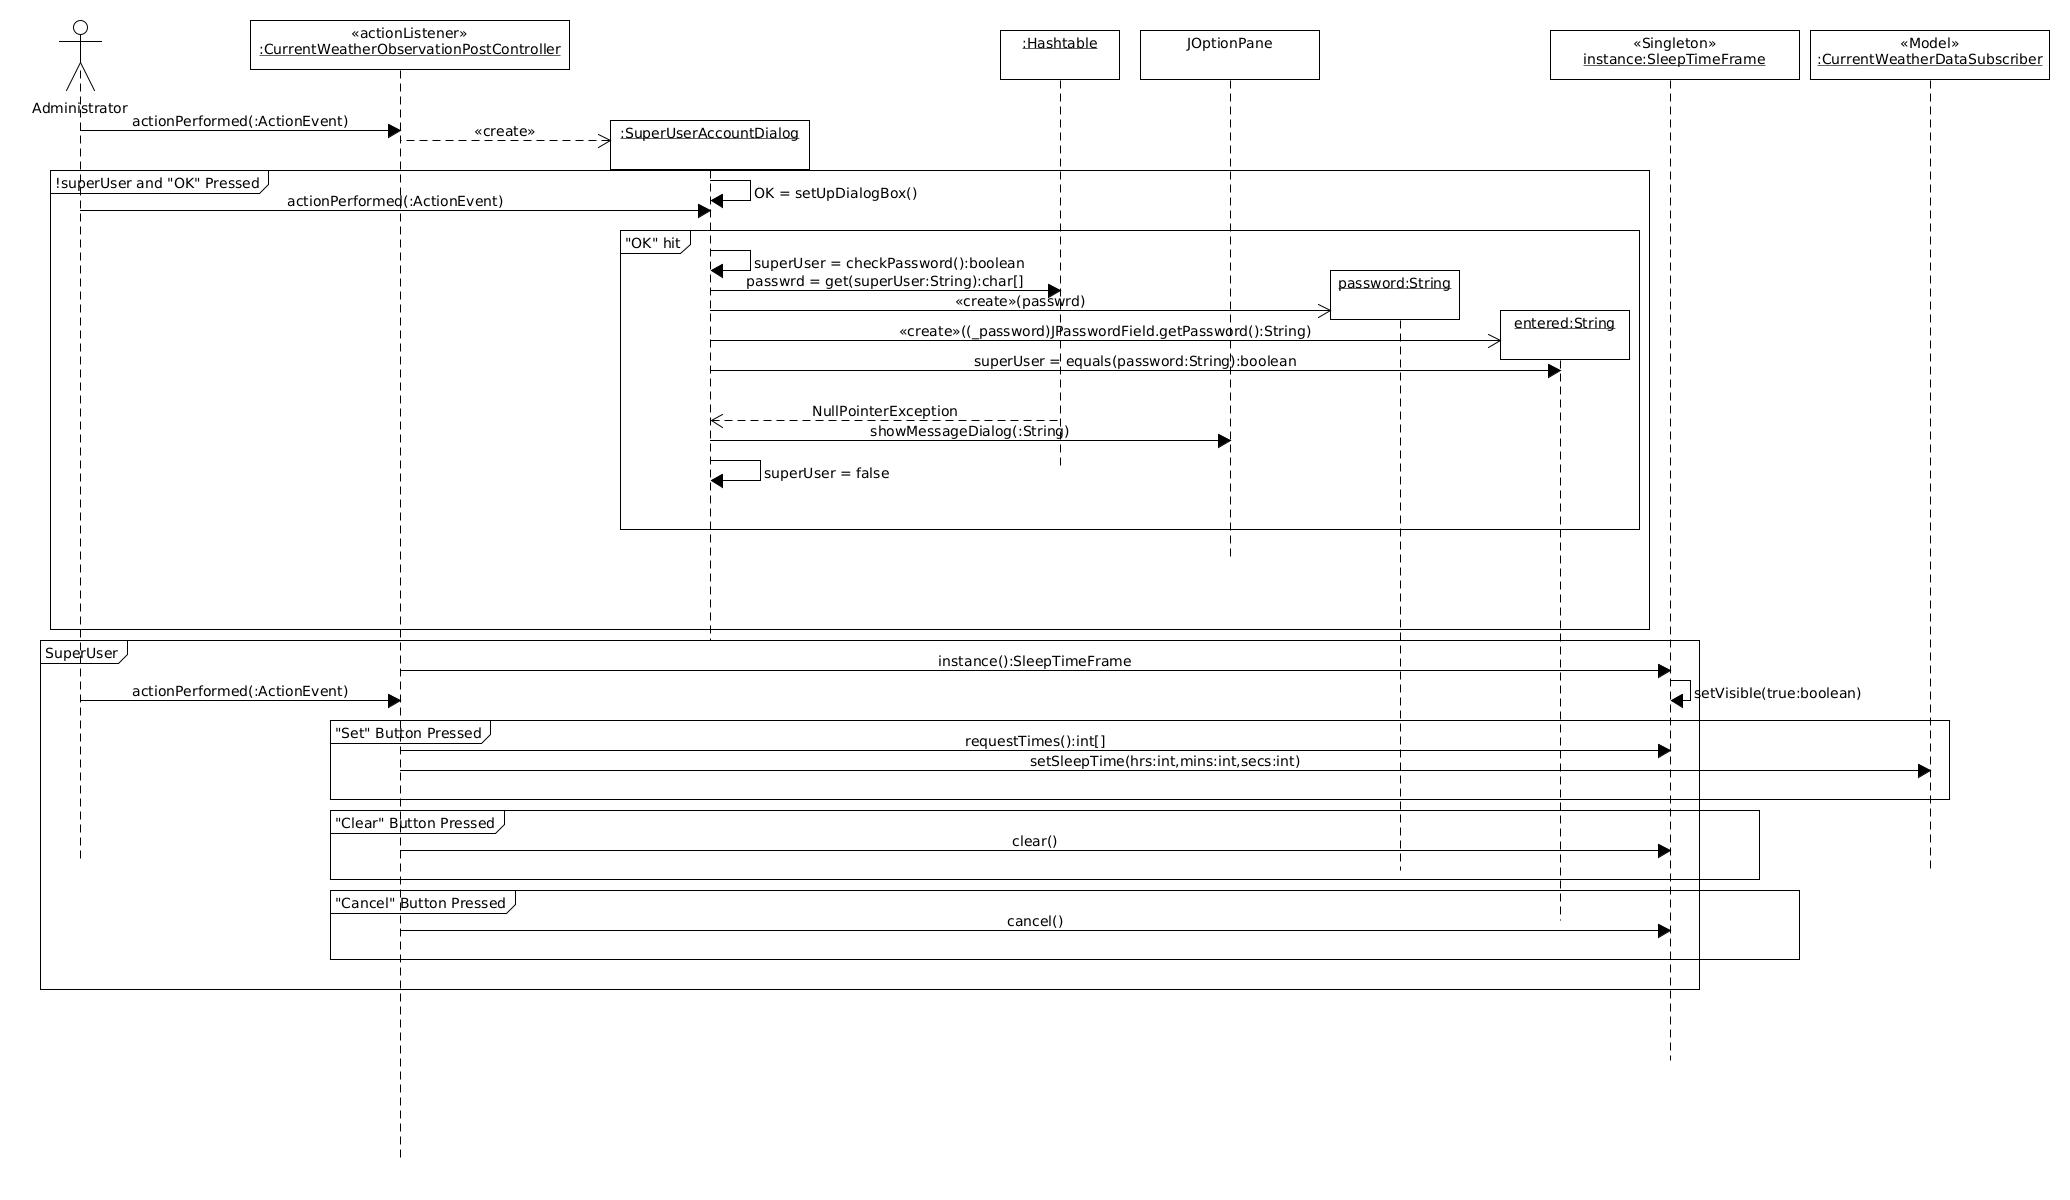 «actionListener»
:CurrentWeatherObservationPostController
:Hashtable
JOptionPane
«Singleton»
instance:SleepTimeFrame
«Model»
:CurrentWeatherDataSubscriber
Administrator
actionPerformed(:ActionEvent)
«create»
:SuperUserAccountDialog
!superUser and "OK" Pressed
OK = setUpDialogBox()
actionPerformed(:ActionEvent)
"OK" hit
superUser = checkPassword():boolean
passwrd = get(superUser:String):char[]
password:String
«create»(passwrd)
entered:String
«create»((_password)JPasswordField.getPassword():String)
superUser = equals(password:String):boolean
NullPointerException
showMessageDialog(:String)
superUser = false
SuperUser
instance():SleepTimeFrame
actionPerformed(:ActionEvent)
setVisible(true:boolean)
"Set" Button Pressed
requestTimes():int[]
setSleepTime(hrs:int,mins:int,secs:int)
"Clear" Button Pressed
clear()
"Cancel" Button Pressed
cancel()